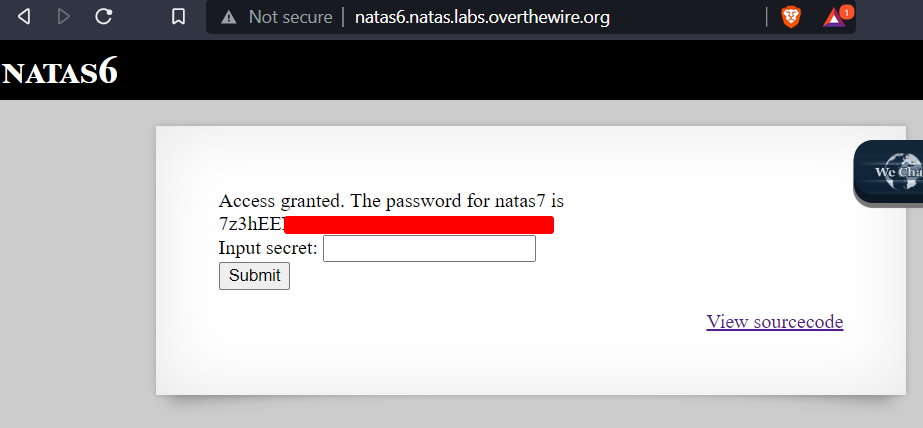 Not secure | natas6.natas.labs.overthewire.org
1
NATAS6
We Cha
Access granted. The password for natas7 is
7z3hEE
Input secret:
Submit
View sourcecode